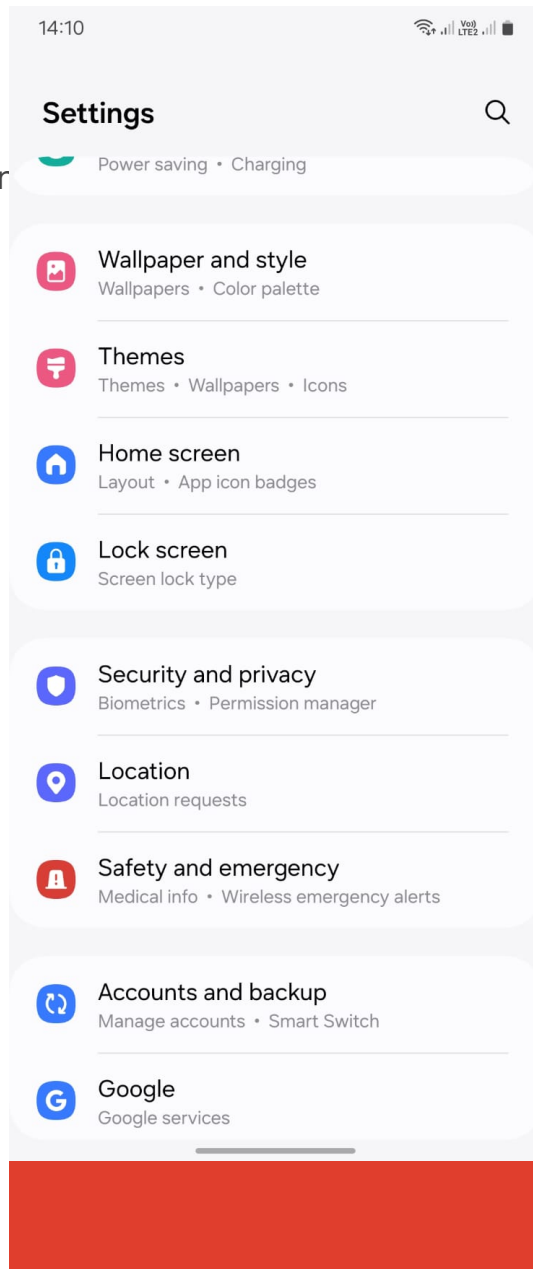 14:10
Vo)) LTE2
Settings
Power saving • Charging
Wallpaper and style
Wallpapers • Color palette
Themes
Themes • Wallpapers • Icons
Home screen
Layout • App icon badges
Lock screen
Screen lock type
Security and privacy
Biometrics • Permission manager
Location
Location requests
Safety and emergency
Medical info • Wireless emergency alerts
Accounts and backup
Manage accounts • Smart Switch
Google
Google services